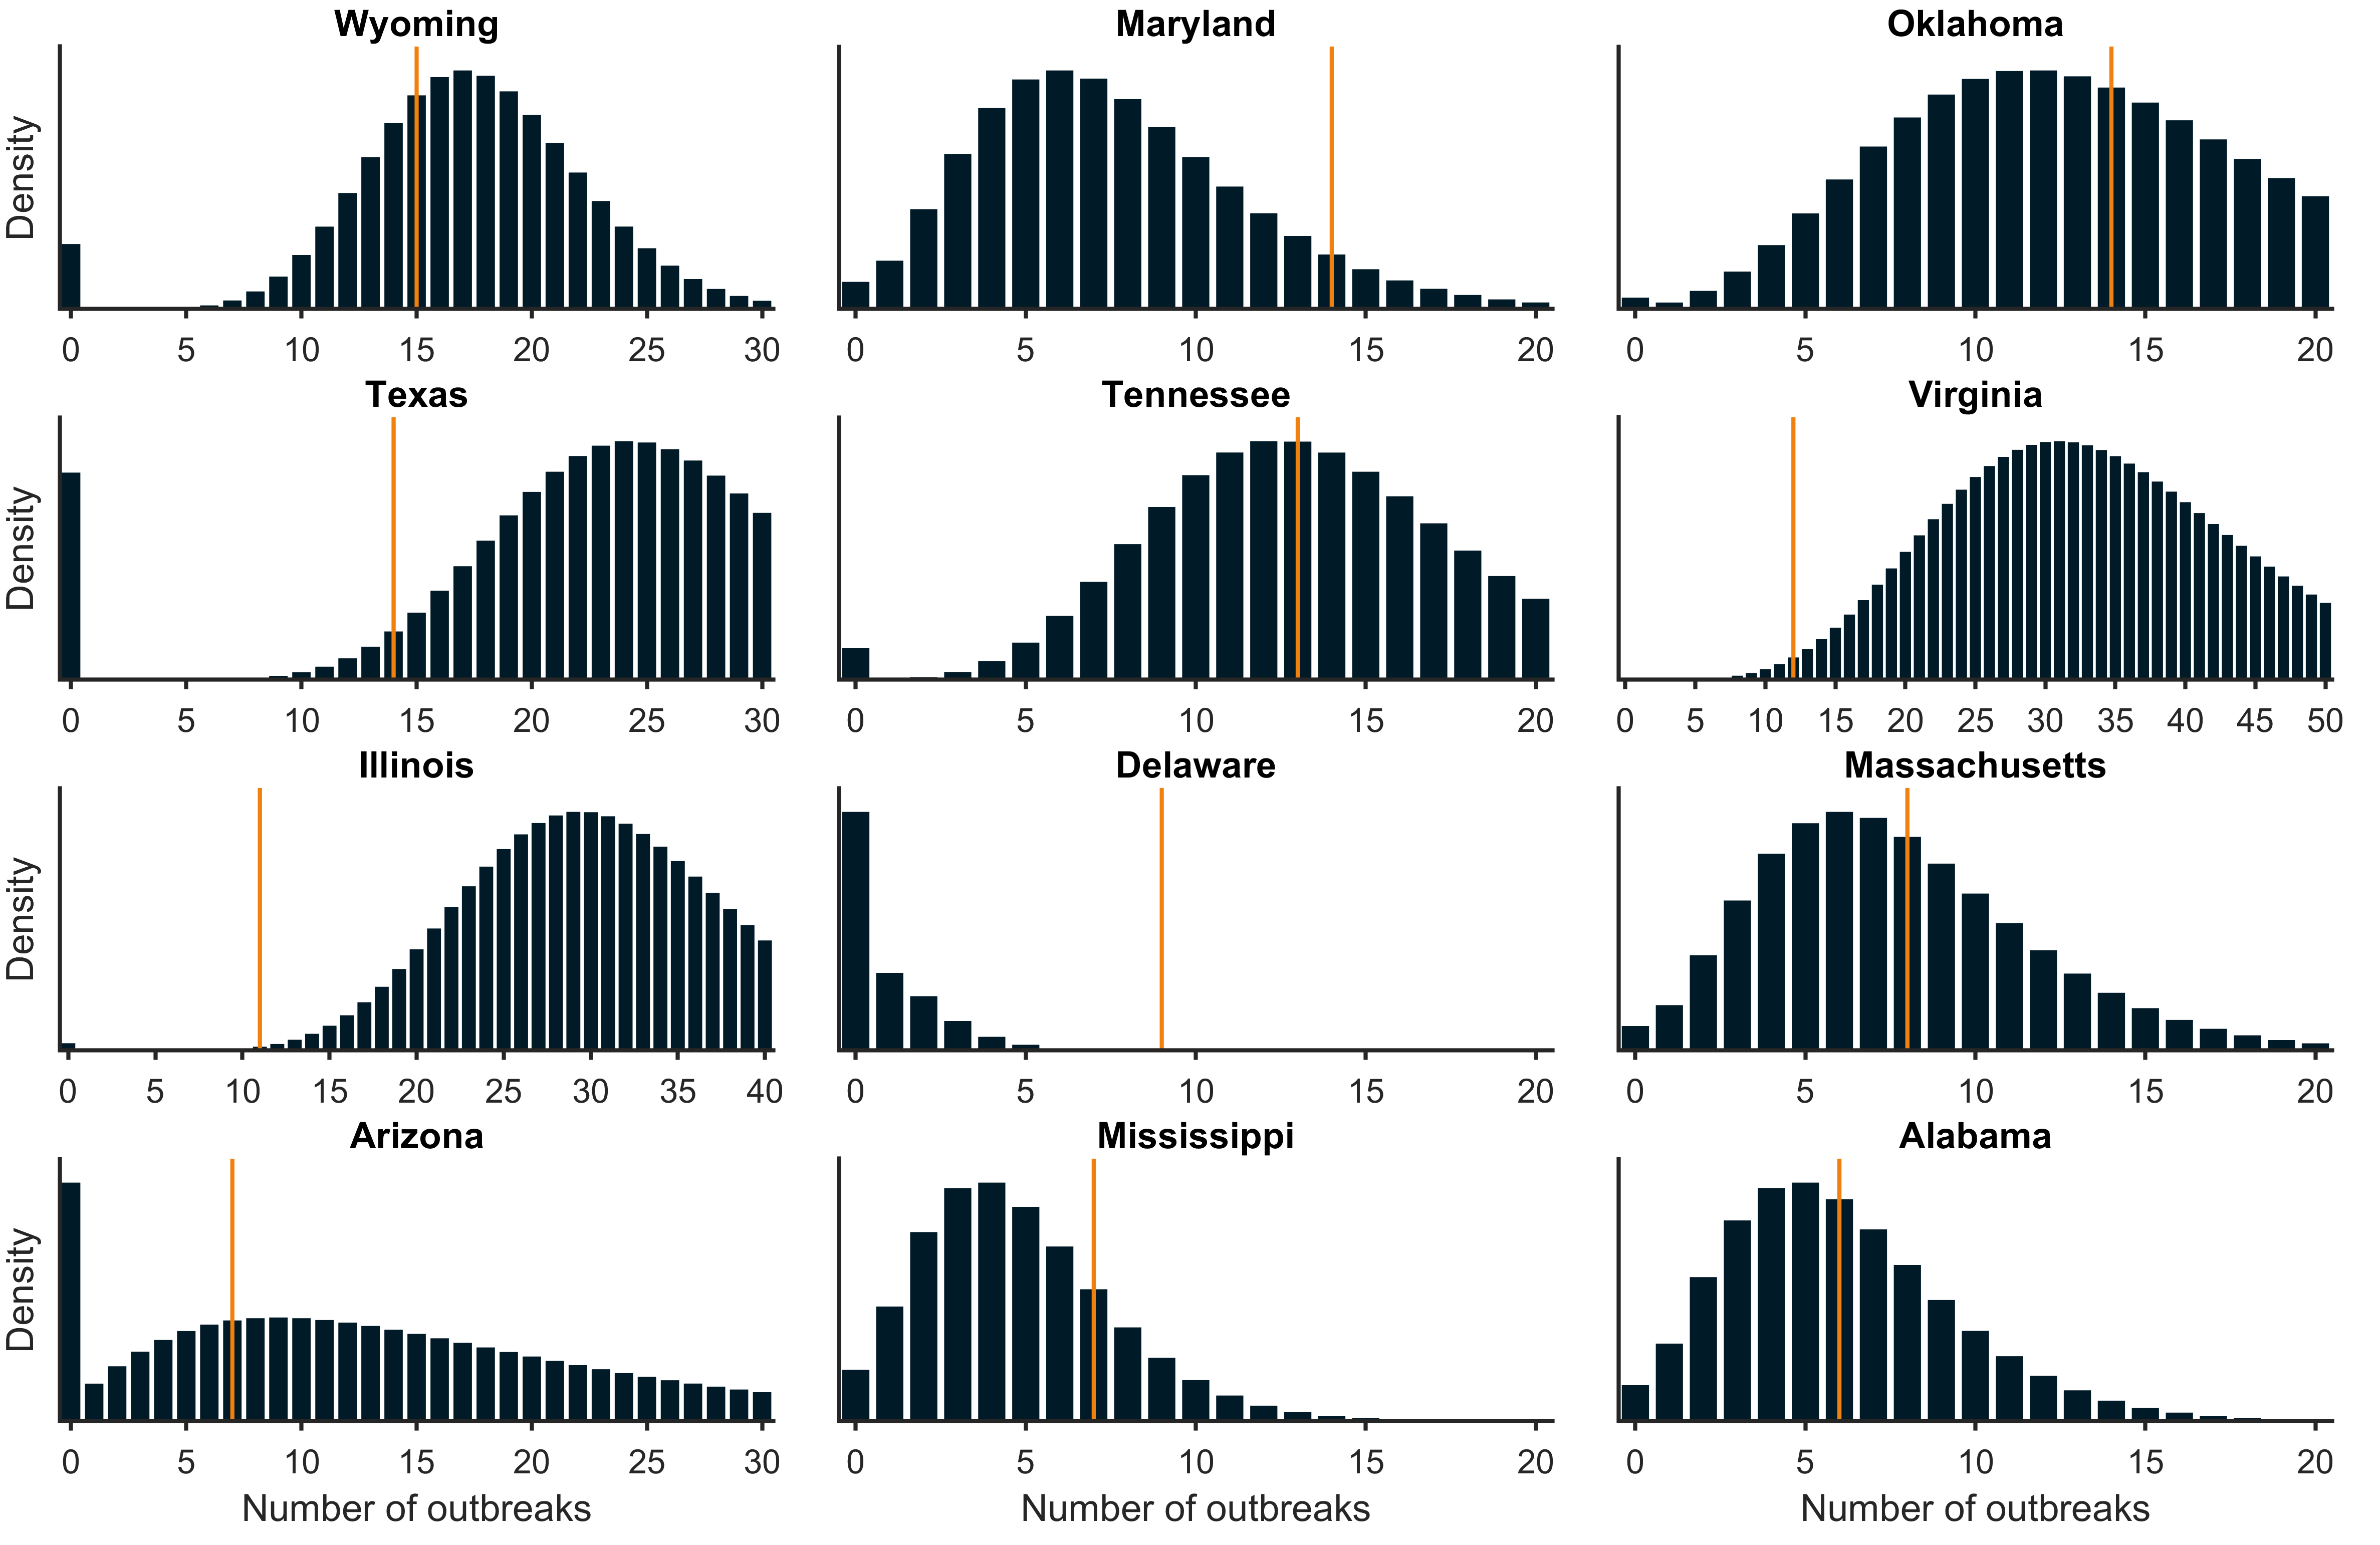 Wyoming Maryland Oklahoma
Density
0 5 10 15 20 25 30 0 5 10 15 20 0 5 10 15 20
Texas Tennessee Virginia
Density
0 5 10 15 20 25 30 0 5 10 15 20 0 5 10 15 20 25 30 35 40 45 50
Illinois Delaware Massachusetts
Density
0 5 10 15 20 25 30 35 40 0 5 10 15 20 0 5 10 15 20
Arizona Mississippi Alabama
Density
0 5 10 15 20 25 30 0 5 10 15 20 0 5 10 15 20
Number of outbreaks Number of outbreaks Number of outbreaks